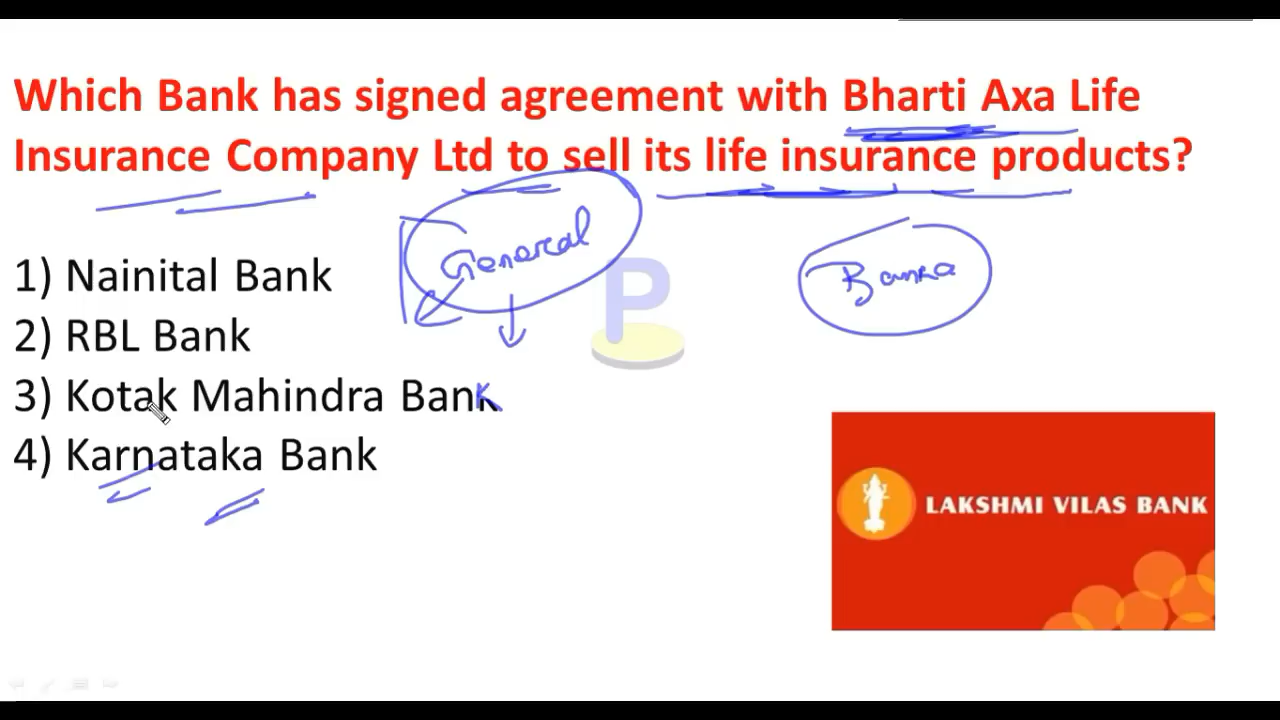 Which Bank has signed agreement with Bharti Axa Life
Insurance Company Ltd to sell its life insurance products?
General
1) Nainital Bank
P
2) RBL Bank
3) Kotak Mahindra Bank
4) Karnataka Bank
LAKSHMI VILAS BANK